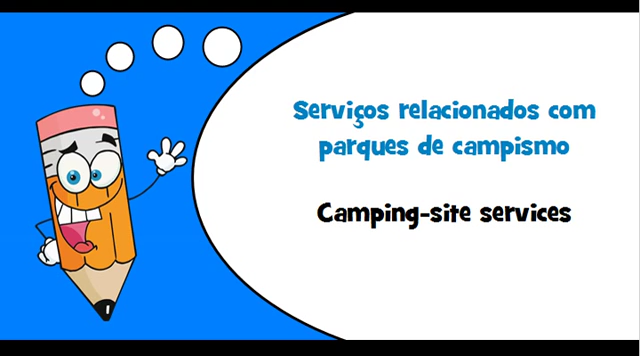 Serviços relacionados com
parques de campismo
Camping-site services